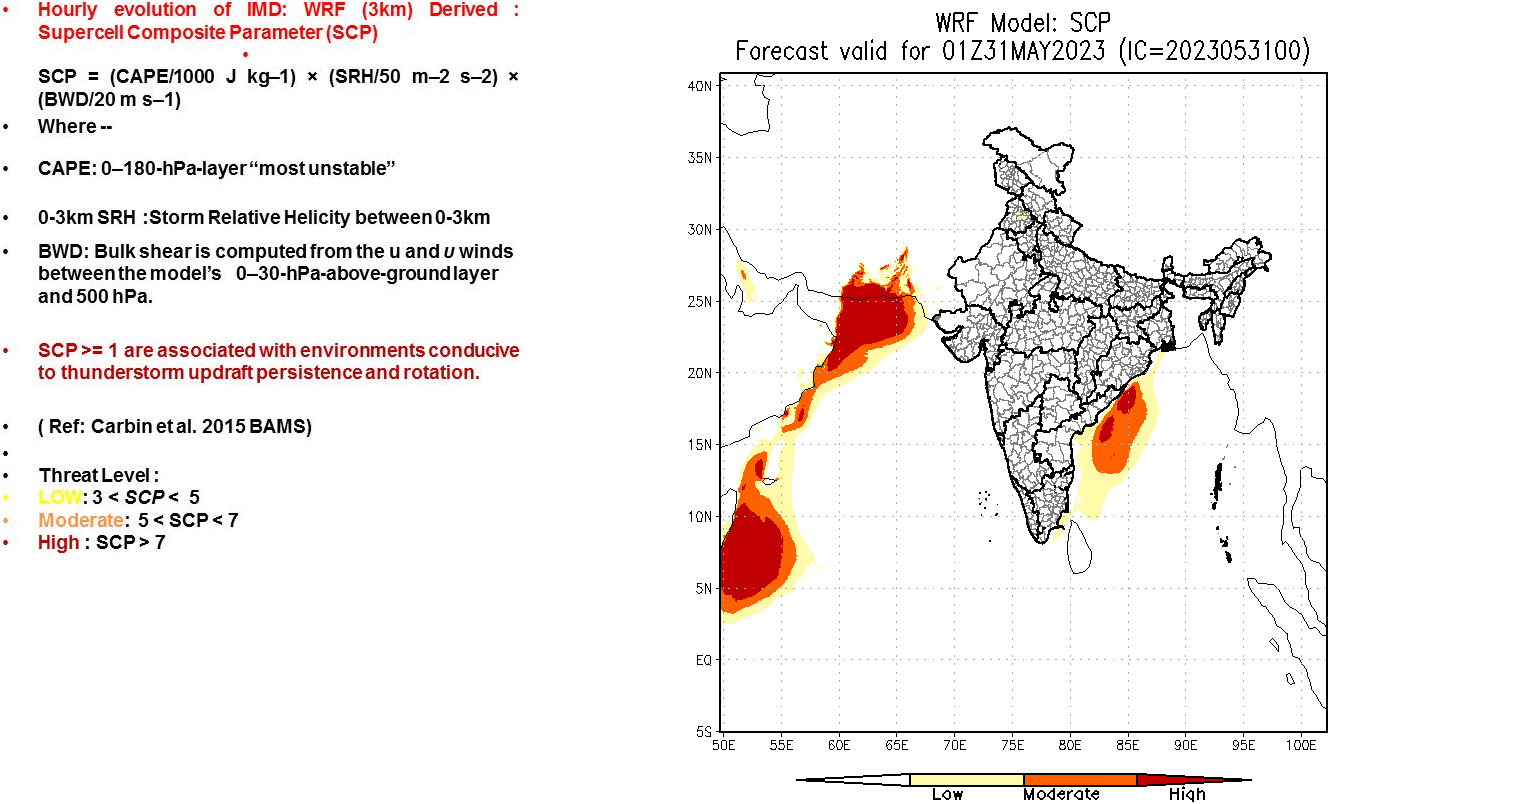 • Hourly evolution of IMD: WRF (3km) Derived :
Supercell Composite Parameter (SCP)
•
SCP = (CAPE/1000 J kg–1) × (SRH/50 m–2 s–2) ×
(BWD/20 m s–1)
• Where --
• CAPE: 0–180-hPa-layer “most unstable”
• 0-3km SRH :Storm Relative Helicity between 0-3km
• BWD: Bulk shear is computed from the u and υ winds
between the model’s 0–30-hPa-above-ground layer
and 500 hPa.
• SCP >= 1 are associated with environments conducive
to thunderstorm updraft persistence and rotation.
• ( Ref: Carbin et al. 2015 BAMS)
•
• Threat Level :
• LOW: 3 < SCP < 5
• Moderate: 5 < SCP < 7
• High : SCP > 7
WRF Model: SCP
Forecast valid for 01Z31MAY2023 (IC=2023053100)
40N
35N
30N
25N
20N
15N
10N
5N
EQ
5S
50E 55E 60E 65E 70E 75E 80E 85E 90E 95E 100E
Low Moderate High